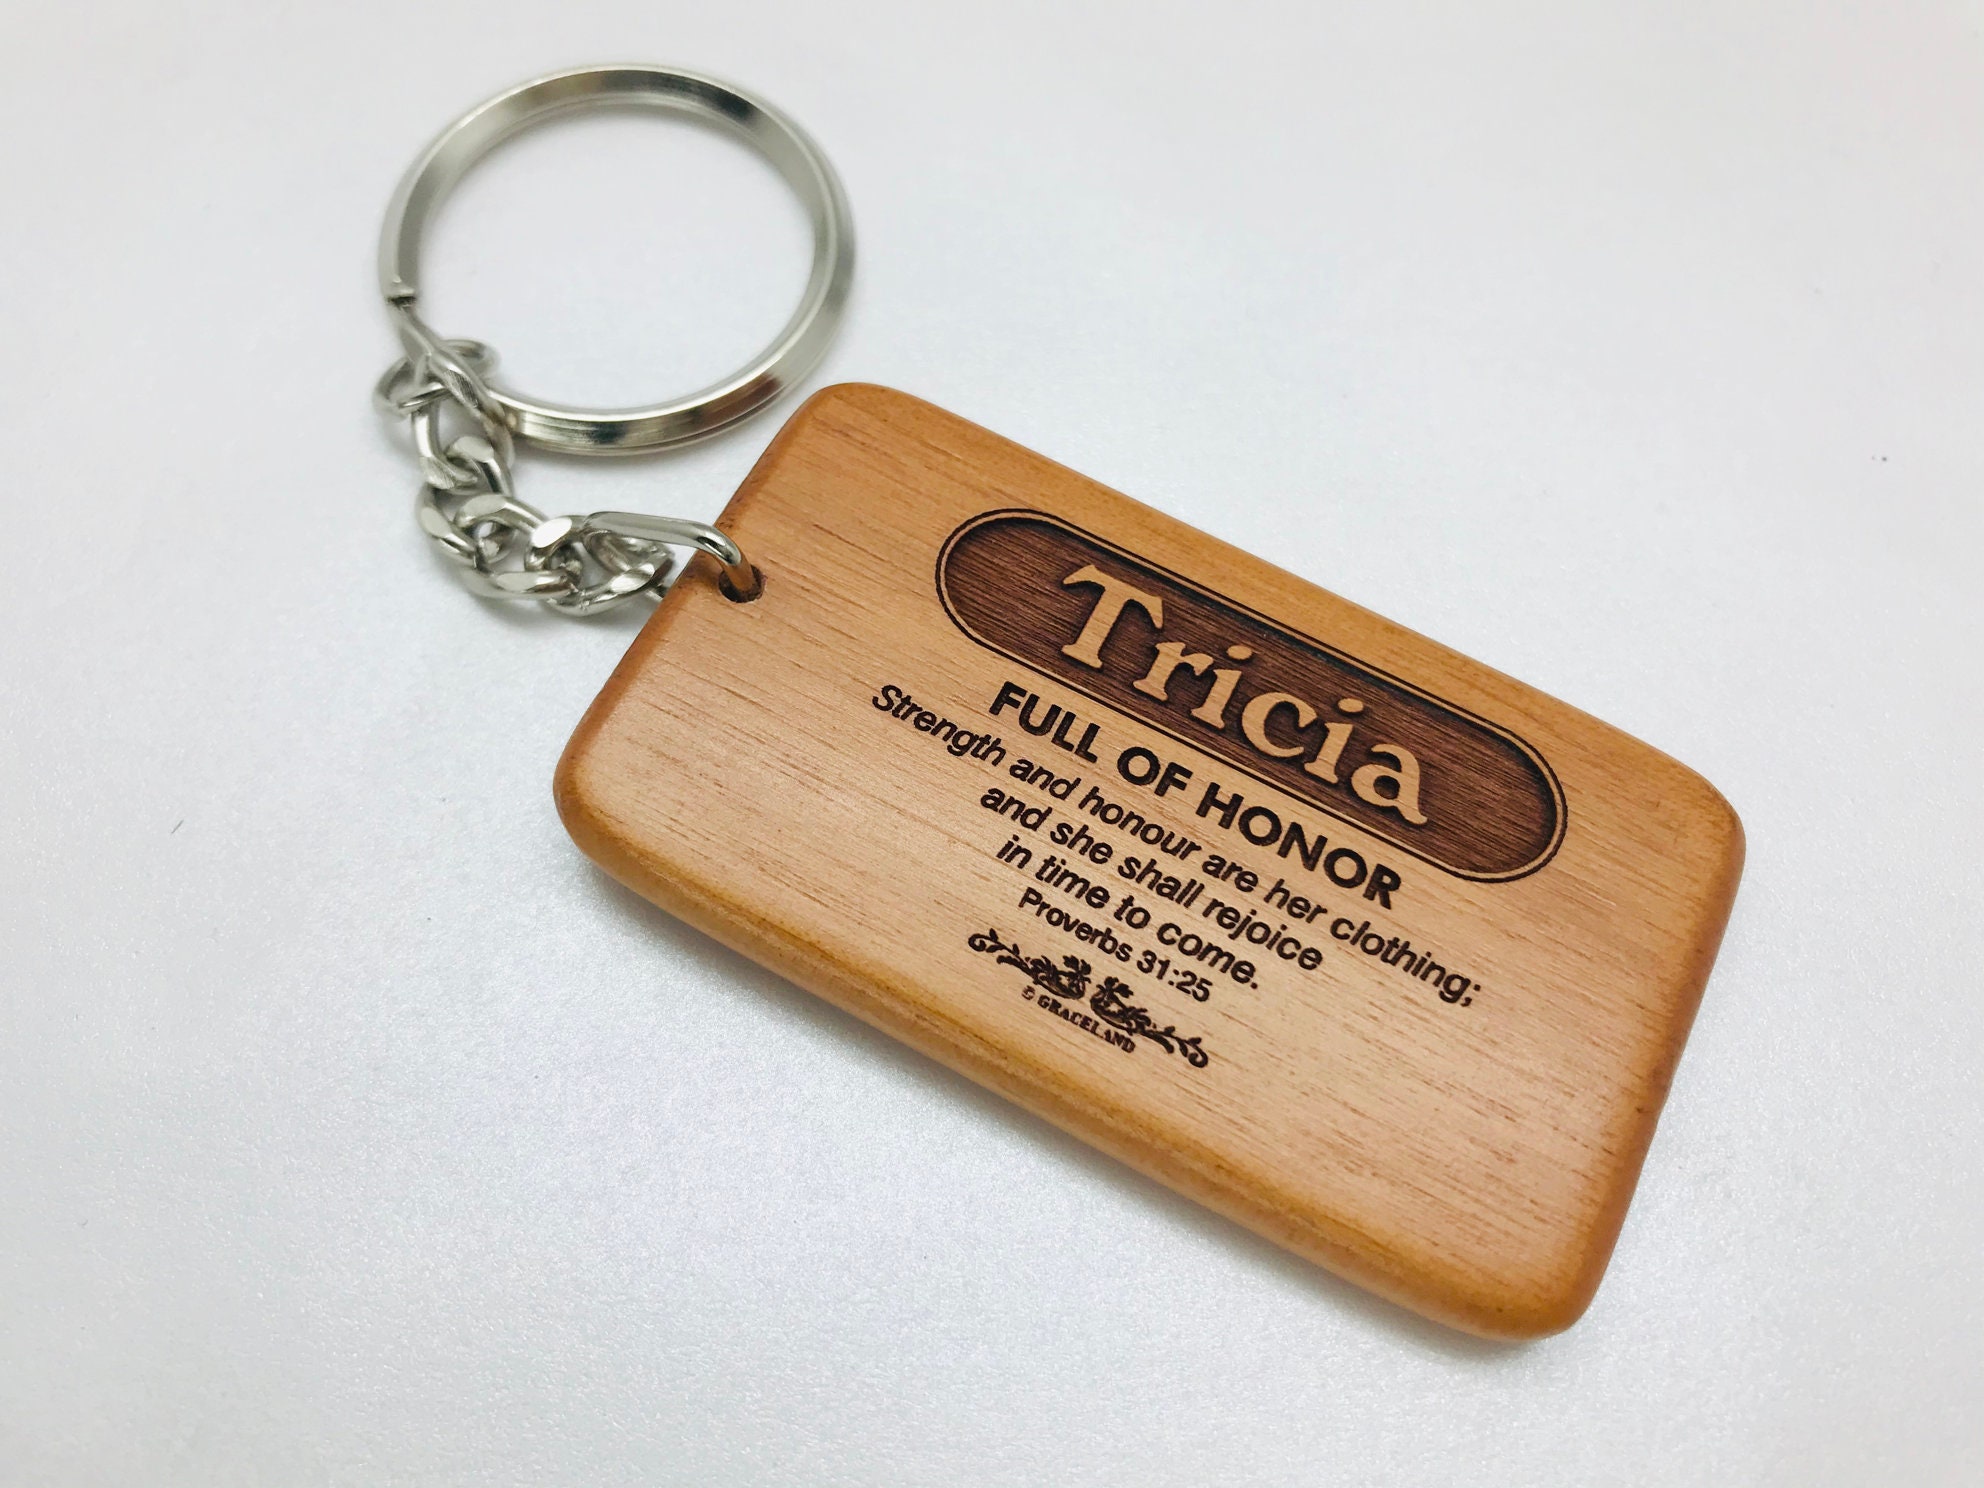 Tricia
FULL OF HONOR
Strength and honour are her clothing;
and she shall rejoice
in time to come.
Proverbs 31:25
© GRACELAND